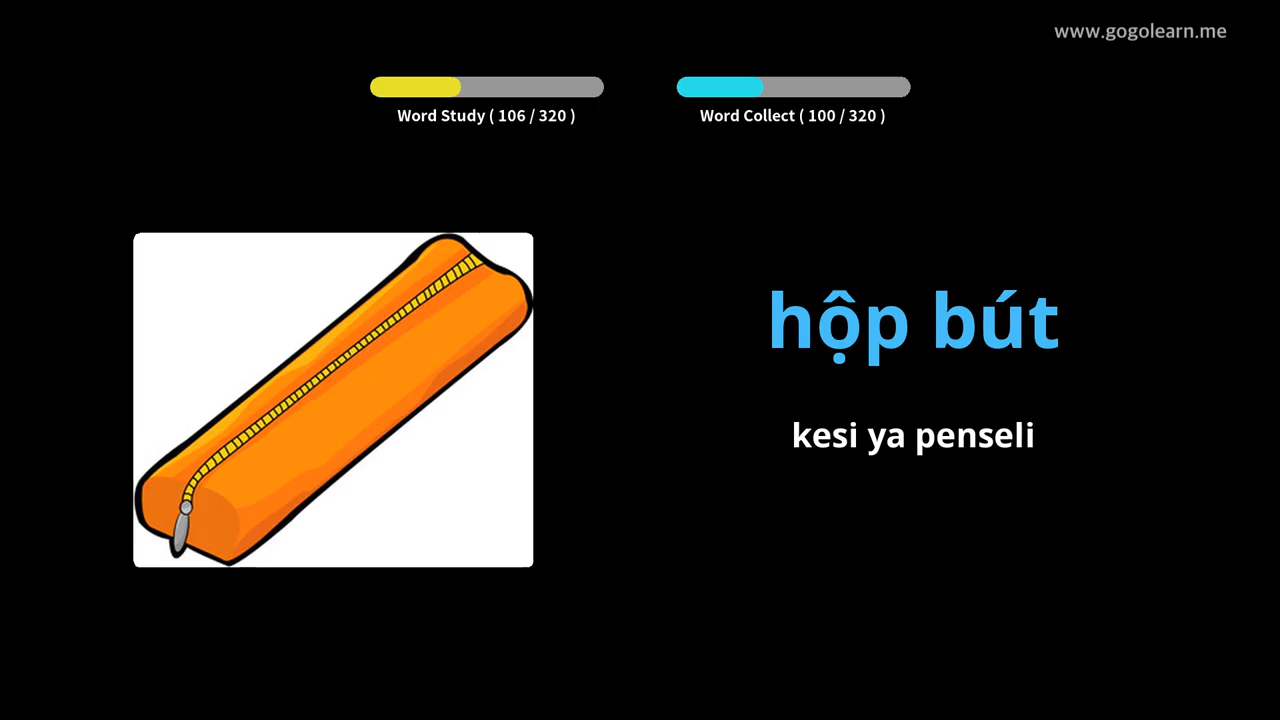 www.gogolearn.me
Word Study ( 106 / 320 )
Word Collect ( 100 / 320 )
hộp bút
kesi ya penseli